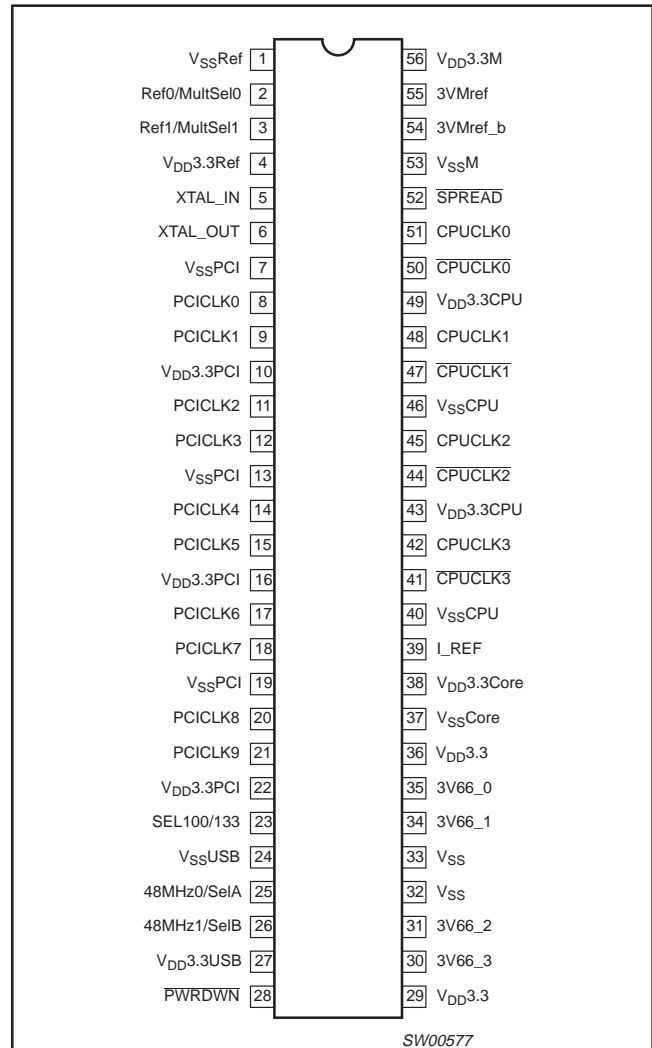 VSSRef 1 56 VDD3.3M
Ref0/MultSel0 2 55 3VMref
Ref1/MultSel1 3 54 3VMref_b
VDD3.3Ref 4 53 VSSM
XTAL_IN 5 52 SPREAD
XTAL_OUT 6 51 CPUCLK0
VSSPCI 7 50 CPUCLK0
PCICLK0 8 49 VDD3.3CPU
PCICLK1 9 48 CPUCLK1
VDD3.3PCI 10 47 CPUCLK1
PCICLK2 11 46 VSSCPU
PCICLK3 12 45 CPUCLK2
VSSPCI 13 44 CPUCLK2
PCICLK4 14 43 VDD3.3CPU
PCICLK5 15 42 CPUCLK3
VDD3.3PCI 16 41 CPUCLK3
PCICLK6 17 40 VSSCPU
PCICLK7 18 39 I_REF
VSSPCI 19 38 VDD3.3Core
PCICLK8 20 37 VSSCore
PCICLK9 21 36 VDD3.3
VDD3.3PCI 22 35 3V66_0
SEL100/133 23 34 3V66_1
VSSUSB 24 33 VSS
48MHz0/SelA 25 32 VSS
48MHz1/SelB 26 31 3V66_2
VDD3.3USB 27 30 3V66_3
PWRDWN 28 29 VDD3.3
SW00577